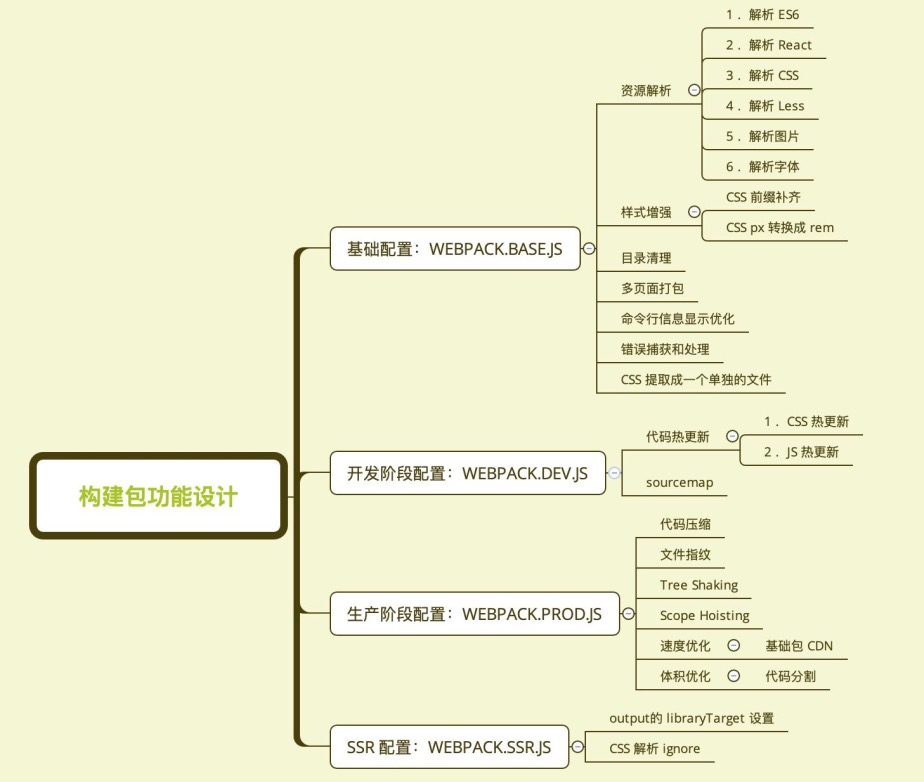 构建包功能设计
基础配置：WEBPACK.BASE.JS
资源解析
1． 解析 ES6
2． 解析 React
3． 解析 CSS
4． 解析 Less
5． 解析图片
6． 解析字体
样式增强
CSS 前缀补齐
CSS px 转换成 rem
目录清理
多页面打包
命令行信息显示优化
错误捕获和处理
CSS 提取成一个单独的文件
开发阶段配置：WEBPACK.DEV.JS
代码热更新
1． CSS 热更新
2． JS 热更新
sourcemap
生产阶段配置：WEBPACK.PROD.JS
代码压缩
文件指纹
Tree Shaking
Scope Hoisting
速度优化
基础包 CDN
体积优化
代码分割
SSR 配置：WEBPACK.SSR.JS
output的 libraryTarget 设置
CSS 解析 ignore